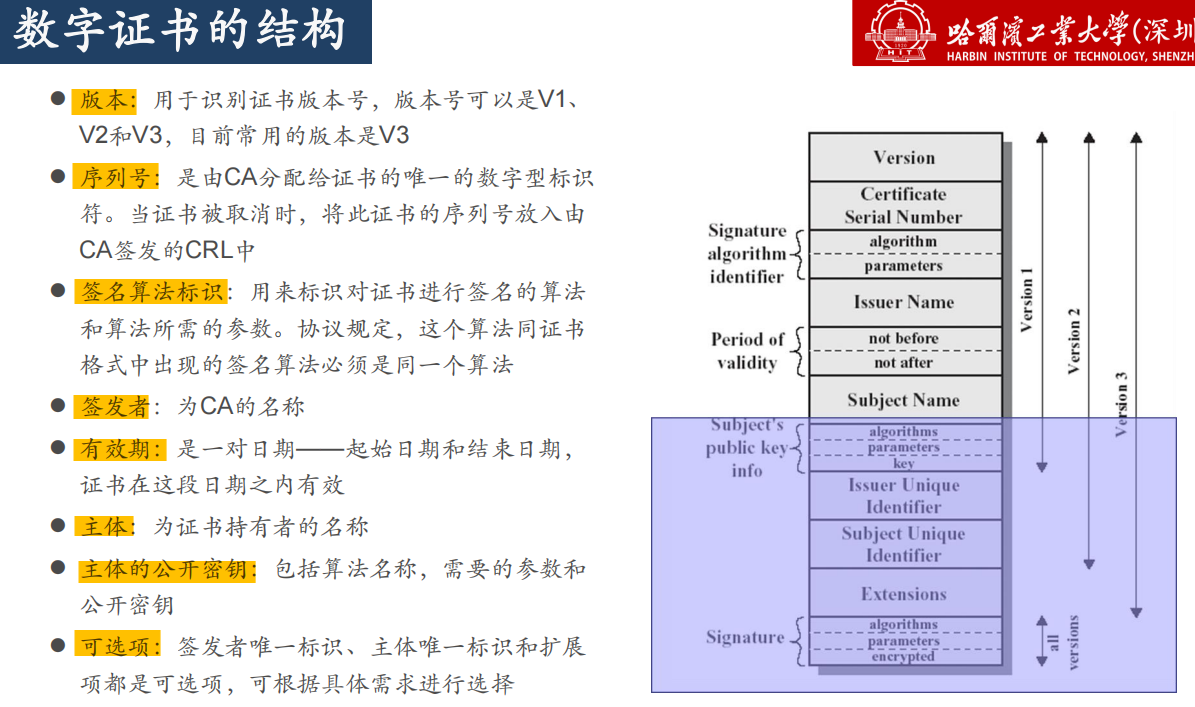 数字证书的结构
哈爾濱工業大學(深圳
HARBIN INSTITUTE OF TECHNOLOGY, SHENZH
HIT
● 版本：用于识别证书版本号，版本号可以是V1、
V2和V3，目前常用的版本是V3
● 序列号：是由CA分配给证书的唯一的数字型标识
符。当证书被取消时，将此证书的序列号放入由
CA签发的CRL中
● 签名算法标识：用来标识对证书进行签名的算法
和算法所需的参数。协议规定，这个算法同证书
格式中出现的签名算法必须是同一个算法
● 签发者：为CA的名称
● 有效期：是一对日期——起始日期和结束日期，
证书在这段日期之内有效
● 主体：为证书持有者的名称
● 主体的公开密钥：包括算法名称，需要的参数和
公开密钥
● 可选项：签发者唯一标识、主体唯一标识和扩展
项都是可选项，可根据具体需求进行选择
Version
Certificate
Serial Number
Signature
algorithm
identifier
algorithm
parameters
Issuer Name
Period of
validity
not before
not after
Subject Name
Subject's
public key
info
algorithms
parameters
key
Issuer Unique
Identifier
Subject Unique
Identifier
Extensions
Signature
algorithms
parameters
encrypted
Version 1
Version 2
Version 3
all
versions